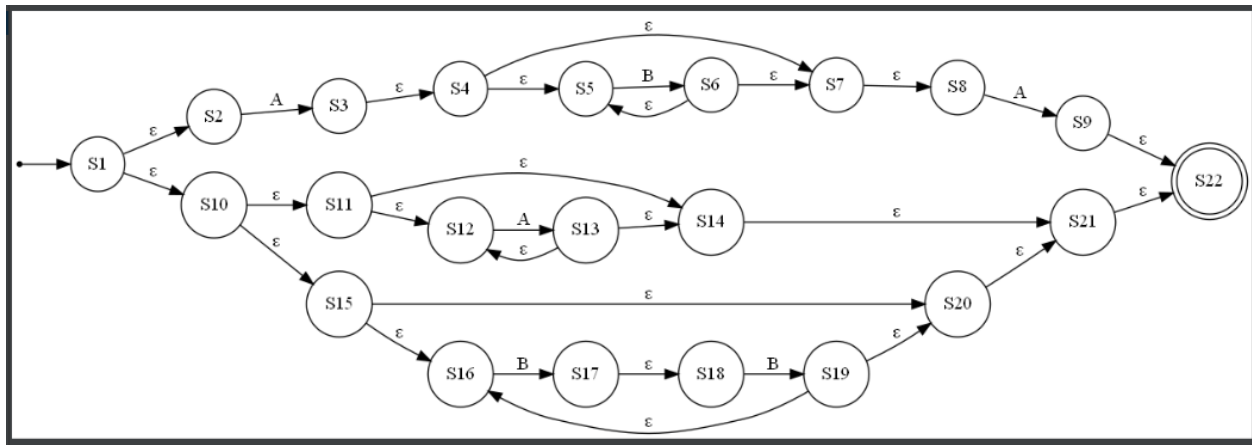 ε
S4 ε S5 B S6 ε S7 ε S8 A S9 ε
ε S2 A S3 ε
ε
S1
ε
ε
S22
S10 ε S11 ε S12 A S13 ε S14 ε S21 ε
ε
ε
S15 ε S20 ε
ε
S16 B S17 ε S18 B S19 ε
ε